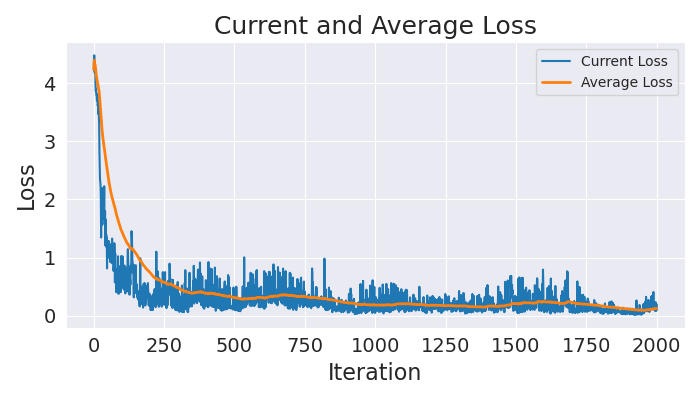 Current and Average Loss
Current Loss
Average Loss
Loss
4
3
2
1
0
0 250 500 750 1000 1250 1500 1750 2000
Iteration